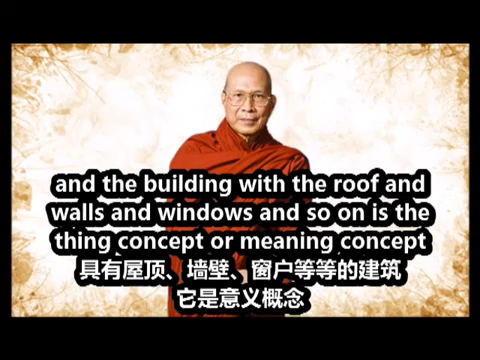 and the building with the roof and
walls and windows and so on is the
thing concept or meaning concept
具有屋顶、墙壁、窗户等等的建筑
它是意义概念